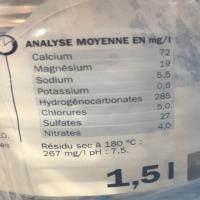 ANALYSE MOYENNE EN mg/l
Calcium 72
Magnésium 19
Sodium 5,5
Potassium 0,6
Hydrogénocarbonates 285
Chlorures 5,0
Sulfates 27
Nitrates 4,0
Résidu sec à 180 °C :
267 mg/l pH : 7,5.
1,5 l